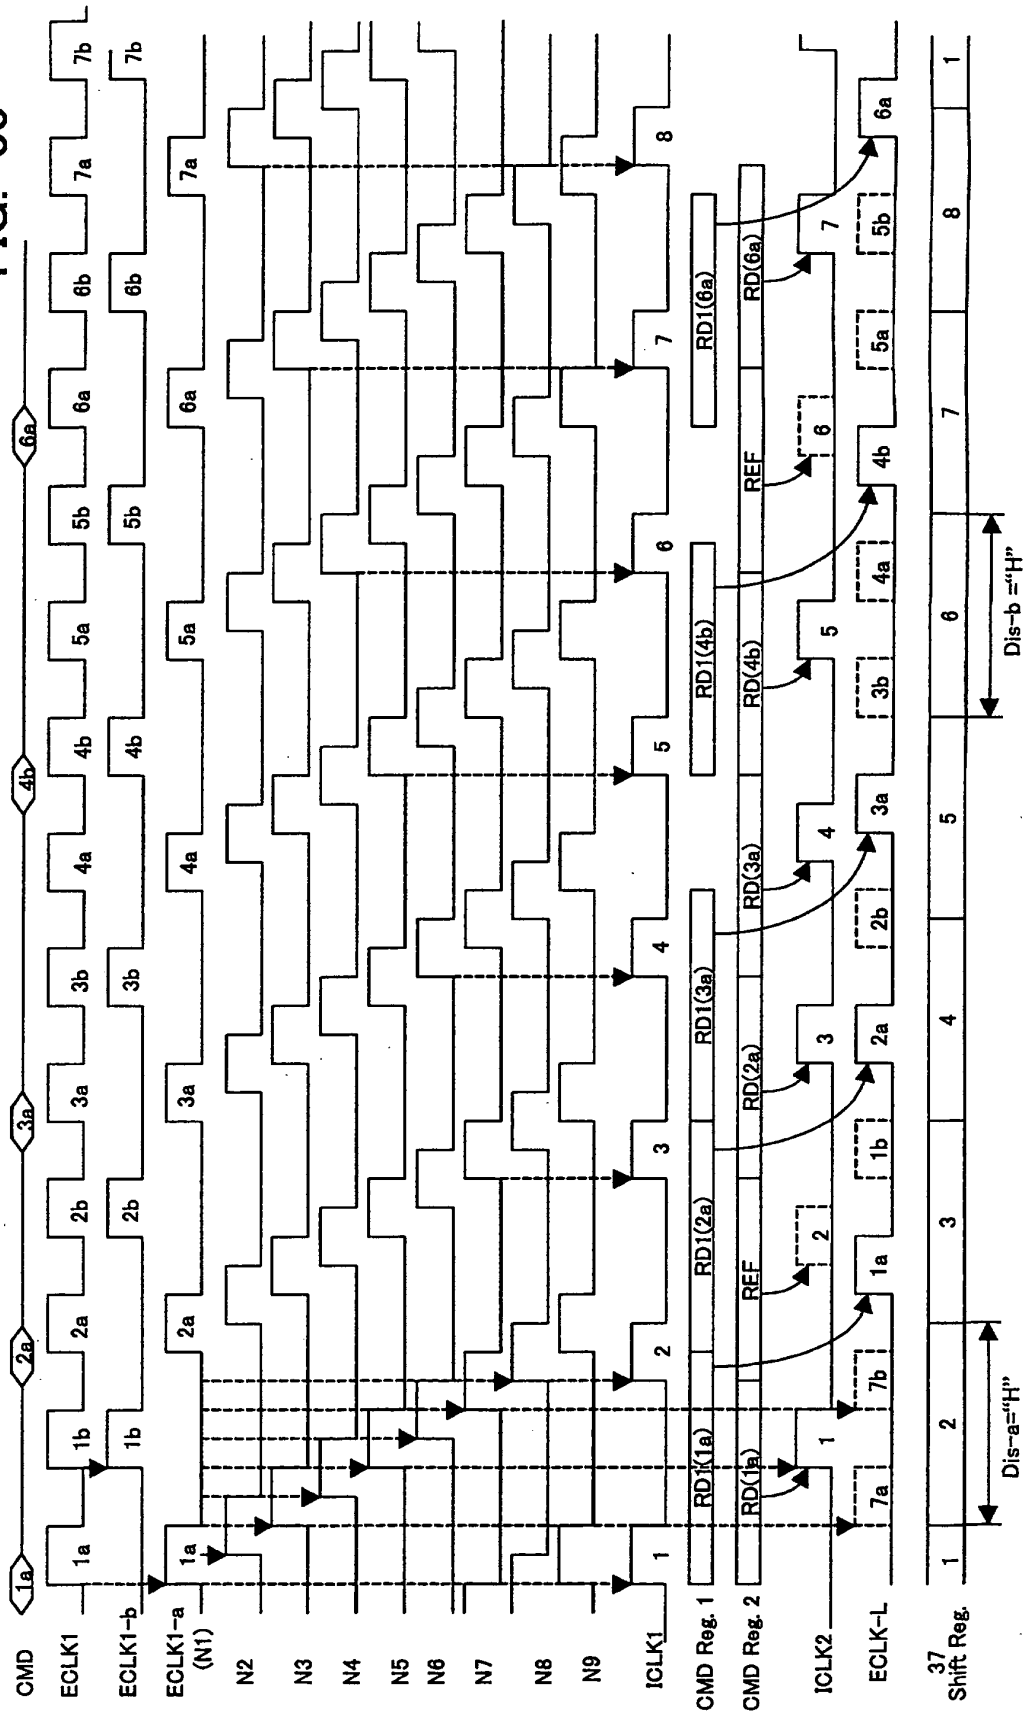 CMD 1a 2a 3a 4b 6a
ECLK1 1a 1b 2a 2b 3a 3b 4a 4b 5a 5b 6a 6b 7a 7b
ECLK1-b 1b 2b 3b 4b 5b 6b 7b
ECLK1-a (N1) 1a 2a 3a 4a 5a 6a 7a
N2
N3
N4
N5
N6
N7
N8
N9
ICLK1 1 2 3 4 5 6 7 8
CMD Reg. 1 RD1(1a) RD1(2a) RD1(3a) RD1(4b) RD1(6a)
CMD Reg. 2 RD(1a) REF RD(2a) RD(3a) RD(4b) REF RD(6a)
ICLK2 1 2 3 4 5 6 7
ECLK-L 7a 7b 1a 1b 2a 2b 3a 3b 4a 4b 5a 5b 6a
37
Shift Reg. 1 2 3 4 5 6 7 8 1
Dis-a="H" Dis-b="H"